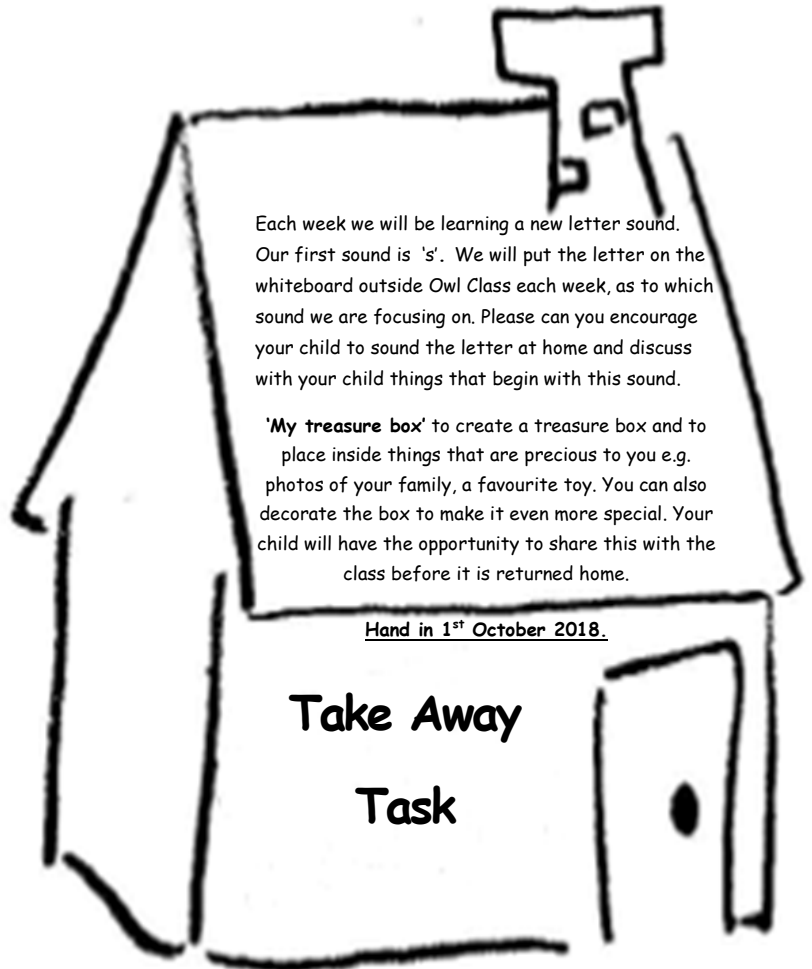 Each week we will be learning a new letter sound.
Our first sound is 's'. We will put the letter on the
whiteboard outside Owl Class each week, as to which
sound we are focusing on. Please can you encourage
your child to sound the letter at home and discuss
with your child things that begin with this sound.
'My treasure box' to create a treasure box and to
place inside things that are precious to you e.g.
photos of your family, a favourite toy. You can also
decorate the box to make it even more special. Your
child will have the opportunity to share this with the
class before it is returned home.
Hand in 1st October 2018.
Take Away
Task